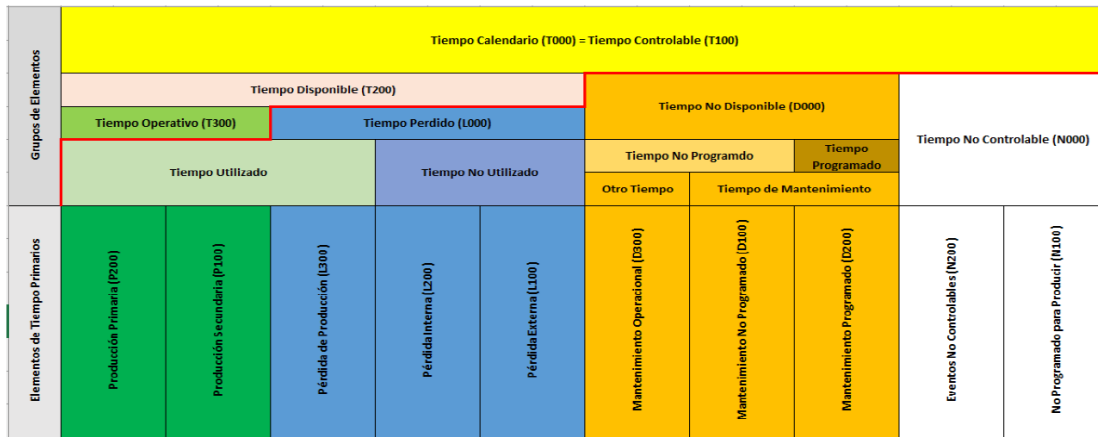 Grupos de Elementos
Tiempo Calendario (T000) = Tiempo Controlable (T100)
Tiempo Disponible (T200)
Tiempo No Disponible (D000)
Tiempo No Controlable (N000)
Tiempo Operativo (T300)
Tiempo Perdido (L000)
Tiempo Utilizado
Tiempo No Utilizado
Tiempo No Programdo
Tiempo
Programado
Otro Tiempo
Tiempo de Mantenimiento
Elementos de Tiempo Primarios
Producción Primaria (P200)
Producción Secundaria (P100)
Pérdida de Producción (L300)
Pérdida Interna (L200)
Pérdida Externa (L100)
Mantenimiento Operacional (D300)
Mantenimiento No Programado (D100)
Mantenimiento Programado (D200)
Eventos No Controlables (N200)
No Programado para Producir (N100)